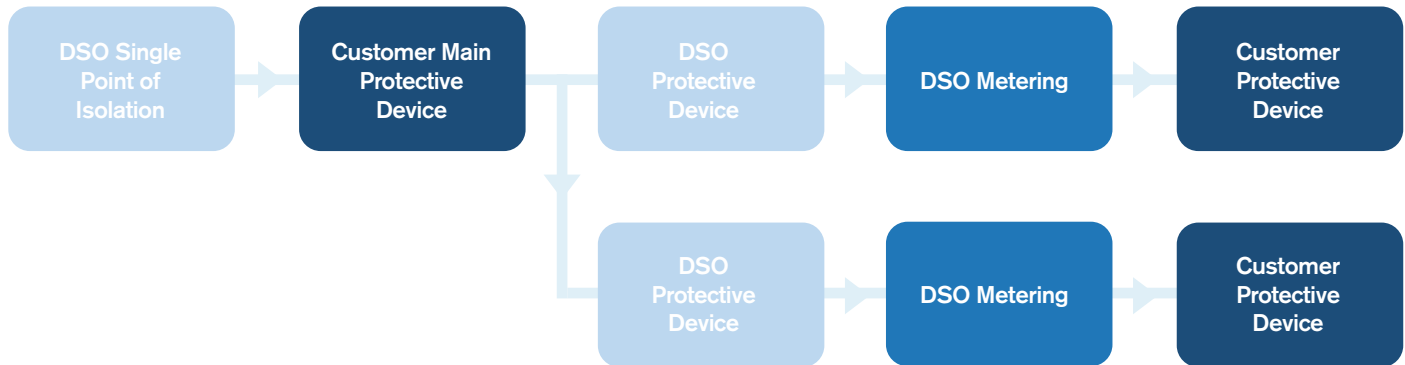 DSO Single
Point of
Isolation
Customer Main
Protective
Device
DSO
Protective
Device
DSO Metering
Customer
Protective
Device
DSO
Protective
Device
DSO Metering
Customer
Protective
Device